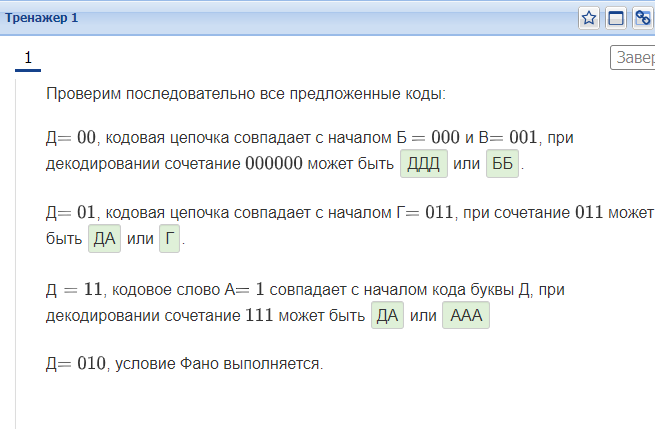 Тренажер 1
1
Завер
Проверим последовательно все предложенные коды:
Д= 00, кодовая цепочка совпадает с началом Б = 000 и В= 001, при
декодировании сочетание 000000 может быть ДДД или ББ.
Д= 01, кодовая цепочка совпадает с началом Г= 011, при сочетание 011 может
быть ДА или Г.
Д = 11, кодовое слово А= 1 совпадает с началом кода буквы Д, при
декодировании сочетание 111 может быть ДА или ААА
Д= 010, условие Фано выполняется.